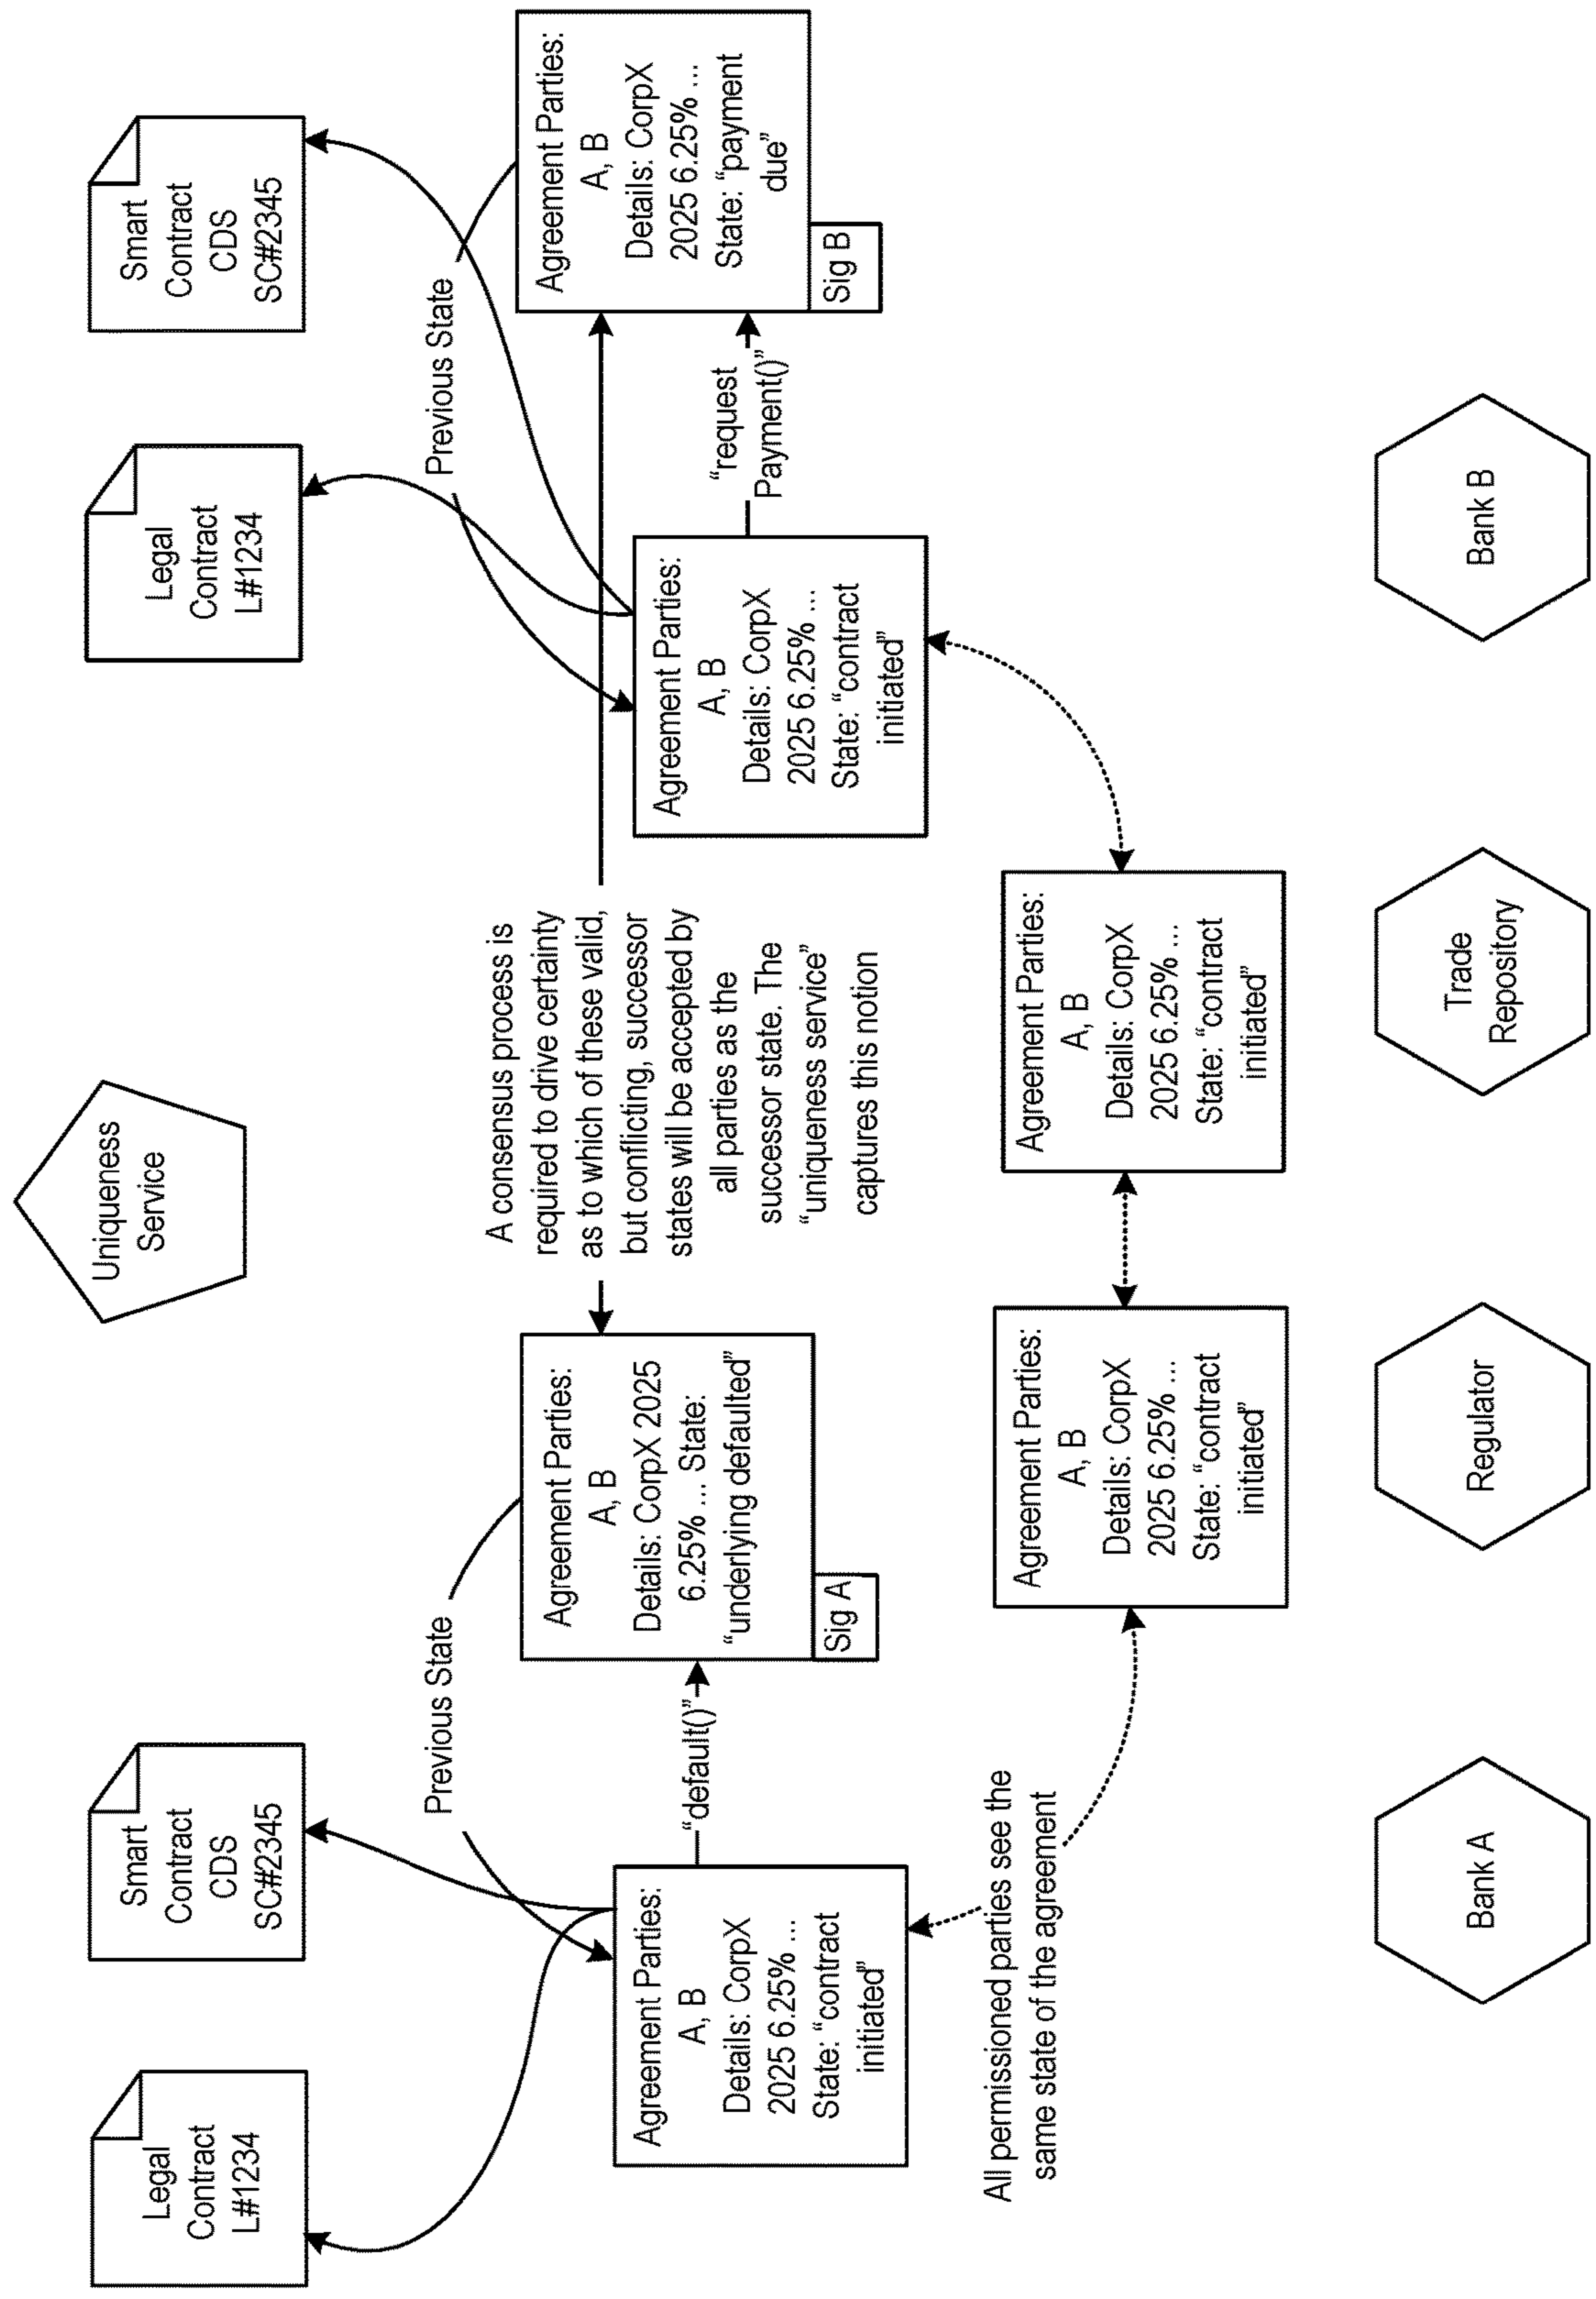 Legal
Contract
L#1234
Smart
Contract
CDS
SC#2345
Uniqueness
Service
Legal
Contract
L#1234
Smart
Contract
CDS
SC#2345
Previous State
Previous State
Agreement Parties:
A, B
Details: CorpX
2025 6.25% ...
State: “contract
initiated”
“default()”
Agreement Parties:
A, B
Details: CorpX 2025
6.25% ... State:
“underlying defaulted”
Sig A
A consensus process is
required to drive certainty
as to which of these valid,
but conflicting, successor
states will be accepted by
all parties as the
successor state. The
“uniqueness service”
captures this notion
Agreement Parties:
A, B
Details: CorpX
2025 6.25% ...
State: “contract
initiated”
“request
Payment()”
Agreement Parties:
A, B
Details: CorpX
2025 6.25% ...
State: “payment
due”
Sig B
All permissioned parties see the
same state of the agreement
Agreement Parties:
A, B
Details: CorpX
2025 6.25% ...
State: “contract
initiated”
Agreement Parties:
A, B
Details: CorpX
2025 6.25% ...
State: “contract
initiated”
Bank A
Regulator
Trade
Repository
Bank B